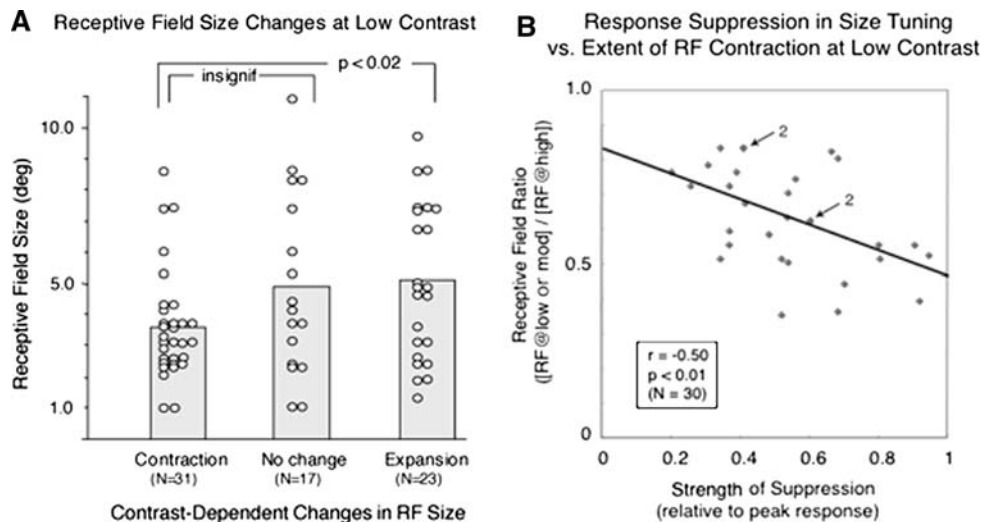 A
Receptive Field Size Changes at Low Contrast
p < 0.02
insignif
Receptive Field Size (deg)
10.0
5.0
1.0
Contraction
(N=31)
No change
(N=17)
Expansion
(N=23)
Contrast-Dependent Changes in RF Size
B
Response Suppression in Size Tuning
vs. Extent of RF Contraction at Low Contrast
Receptive Field Ratio
([RF@low or mod] / [RF@high])
1.0
0.5
0
2
2
r = -0.50
p < 0.01
(N = 30)
0 0.2 0.4 0.6 0.8 1
Strength of Suppression
(relative to peak response)